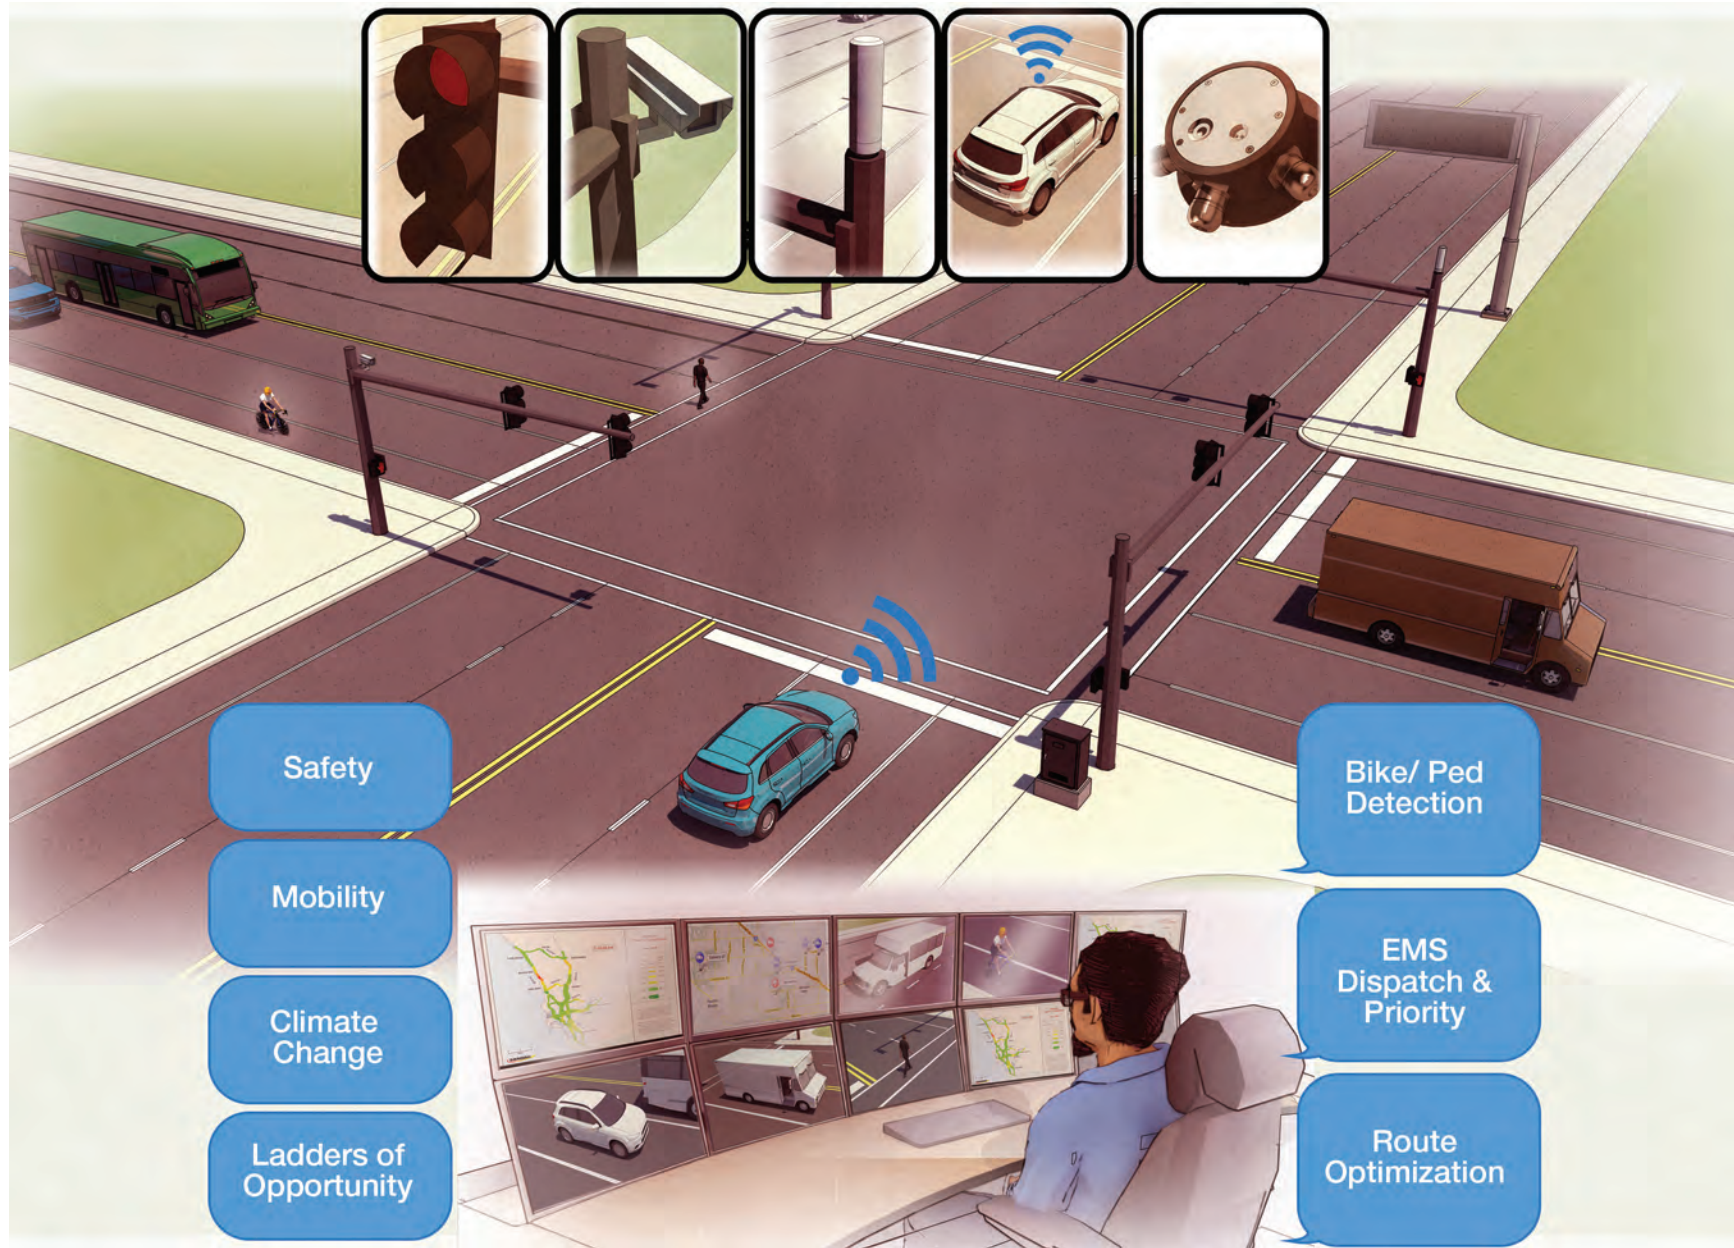 Safety
Mobility
Climate
Change
Ladders of
Opportunity
Bike/ Ped
Detection
EMS
Dispatch &
Priority
Route
Optimization